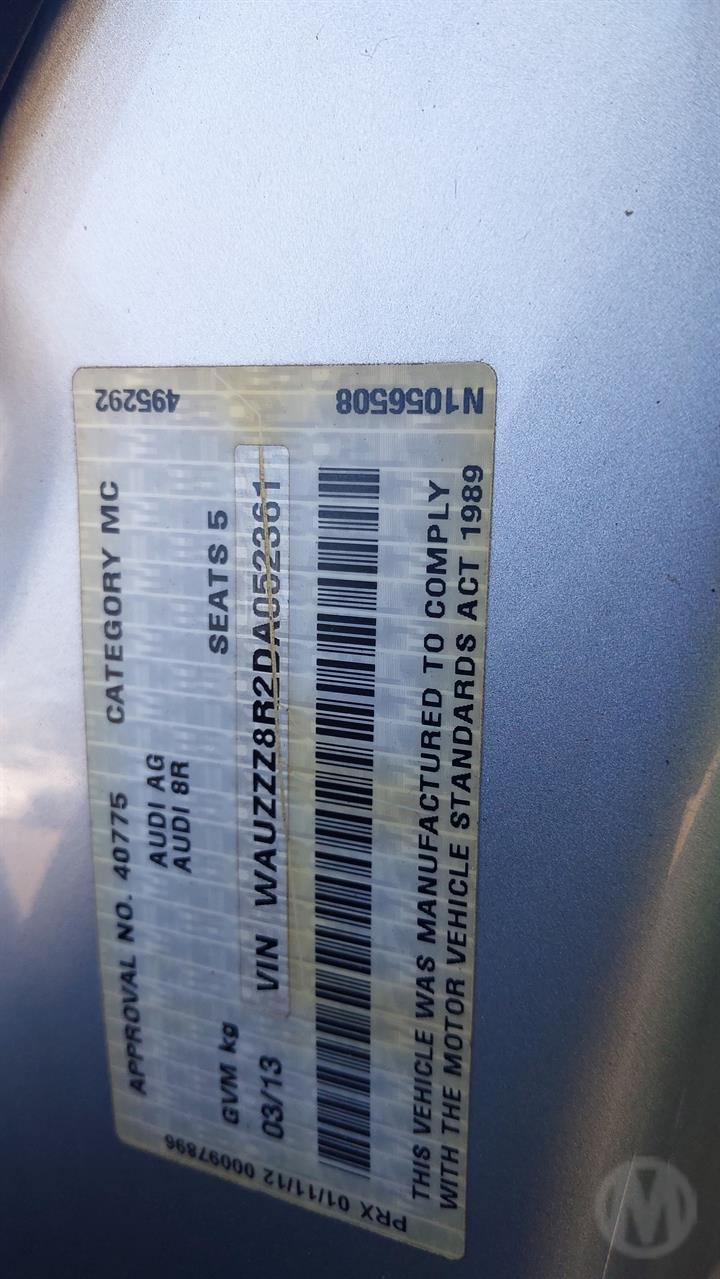 APPROVAL NO. 40775 CATEGORY MC
AUDI AG
AUDI 8R
GVM kg SEATS 5
03/13 VIN WAUZZZ8R2DA052361
THIS VEHICLE WAS MANUFACTURED TO COMPLY
WITH THE MOTOR VEHICLE STANDARDS ACT 1989
495292
N1056508
PRX 01/11/12 00097896
M